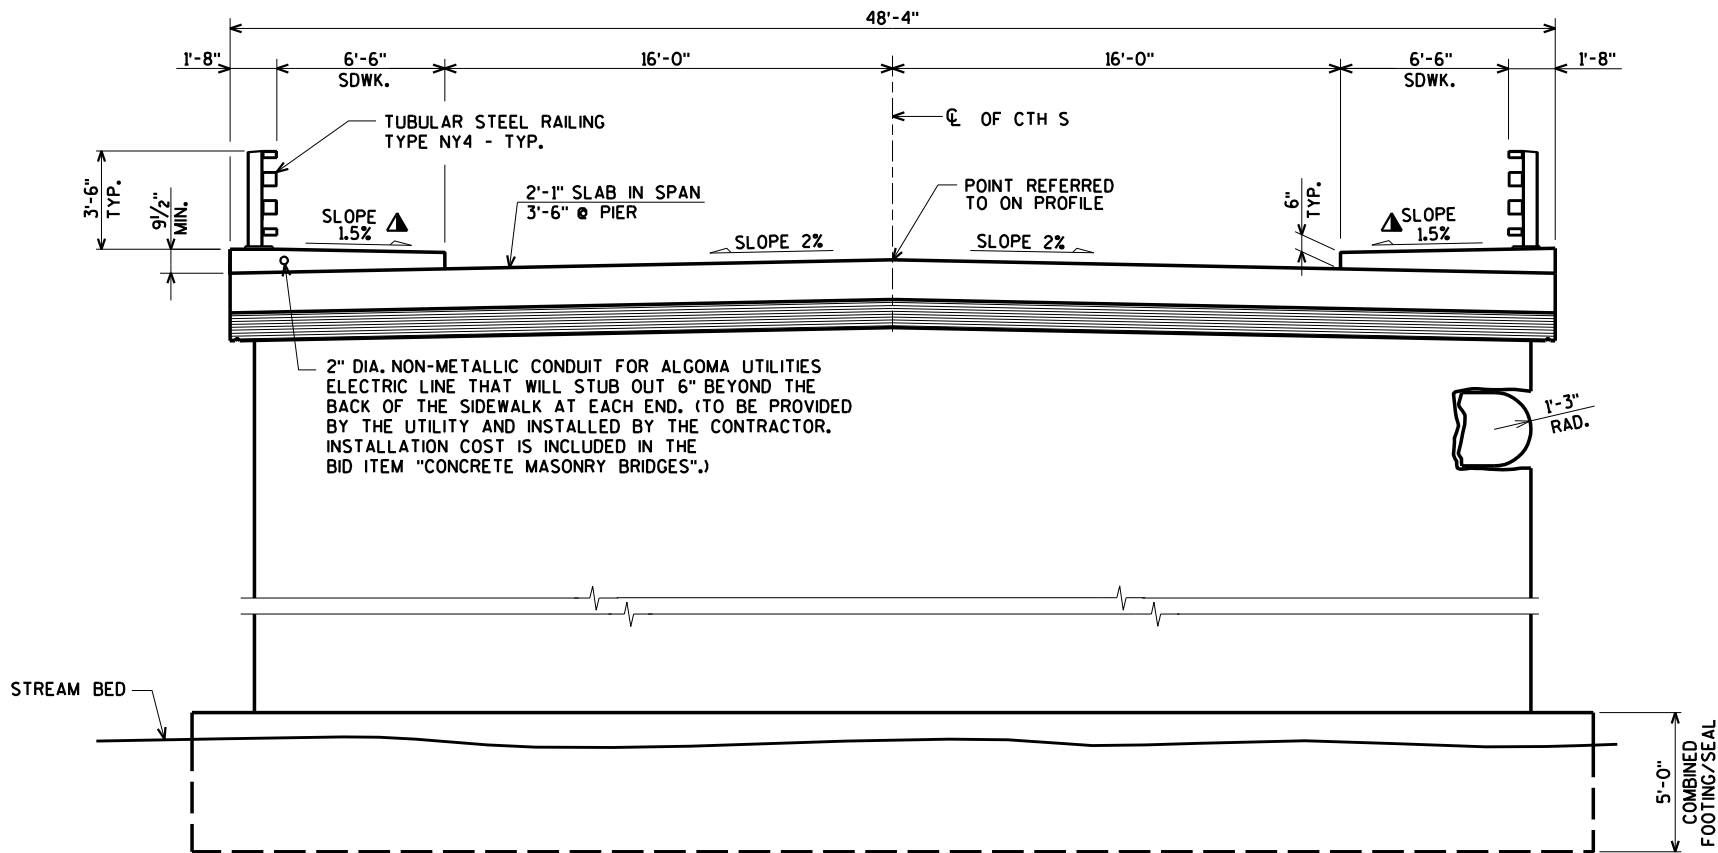 48'-4"
1'-8"
6'-6"
SDWK.
16'-0"
16'-0"
6'-6"
SDWK.
1'-8"
TUBULAR STEEL RAILING
TYPE NY4 - TYP.
℄ OF CTH S
3'-6"
TYP.
9½"
MIN.
SLOPE
1.5%
2'-1" SLAB IN SPAN
3'-6" @ PIER
SLOPE 2%
POINT REFERRED
TO ON PROFILE
SLOPE 2%
6"
TYP.
SLOPE
1.5%
2" DIA. NON-METALLIC CONDUIT FOR ALGOMA UTILITIES
ELECTRIC LINE THAT WILL STUB OUT 6" BEYOND THE
BACK OF THE SIDEWALK AT EACH END. (TO BE PROVIDED
BY THE UTILITY AND INSTALLED BY THE CONTRACTOR.
INSTALLATION COST IS INCLUDED IN THE
BID ITEM "CONCRETE MASONRY BRIDGES".)
1'-3"
RAD.
STREAM BED
5'-0"
COMBINED
FOOTING/SEAL